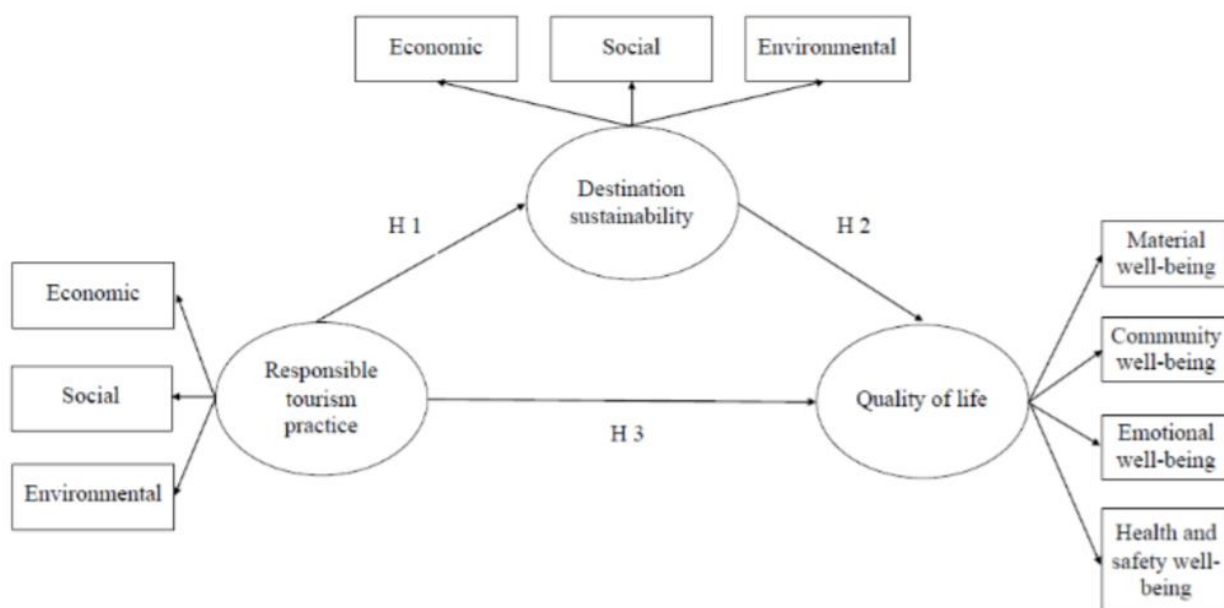 Economic
Social
Environmental
Destination
sustainability
H 1
H 2
Economic
Social
Environmental
Responsible
tourism
practice
H 3
Quality of life
Material
well-being
Community
well-being
Emotional
well-being
Health and
safety well-
being